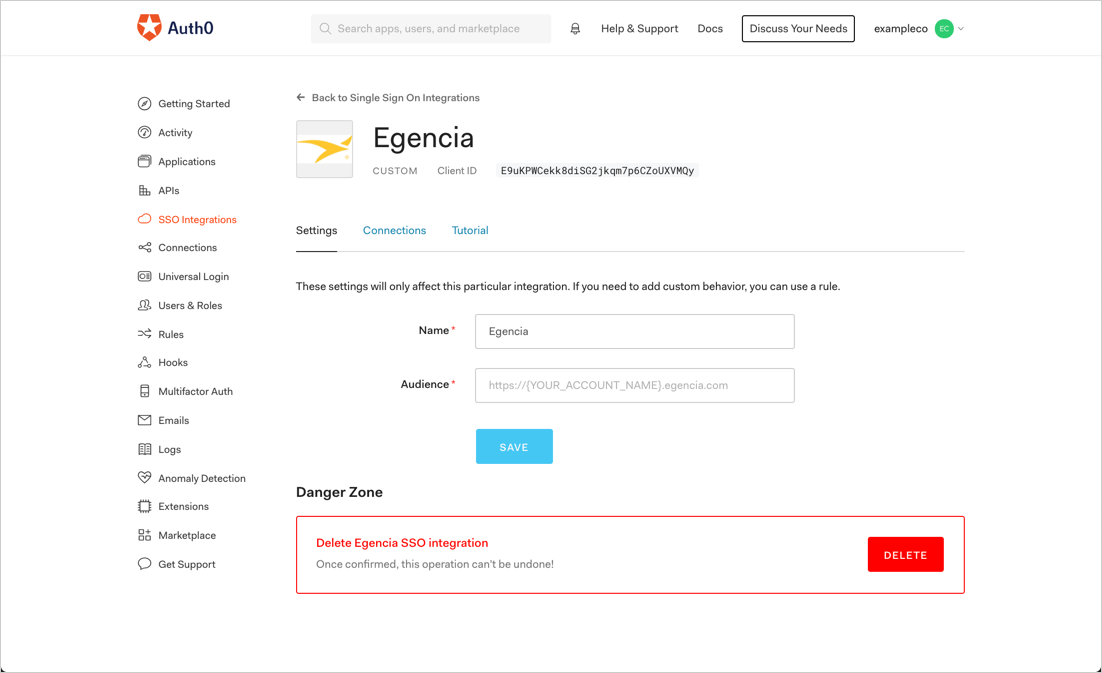 Auth0
Search apps, users, and marketplace
Help & Support
Docs
Discuss Your Needs
exampleco
EC
Getting Started
Activity
Applications
APIs
SSO Integrations
Connections
Universal Login
Users & Roles
Rules
Hooks
Multifactor Auth
Emails
Logs
Anomaly Detection
Extensions
Marketplace
Get Support
Back to Single Sign On Integrations
Egencia
CUSTOM
Client ID
E9uKPWCekk8diSG2jkqm7p6CZoUXVMQy
Settings
Connections
Tutorial
These settings will only affect this particular integration. If you need to add custom behavior, you can use a rule.
Name*
Egencia
Audience*
https://{YOUR_ACCOUNT_NAME}.egencia.com
SAVE
Danger Zone
Delete Egencia SSO integration
Once confirmed, this operation can't be undone!
DELETE